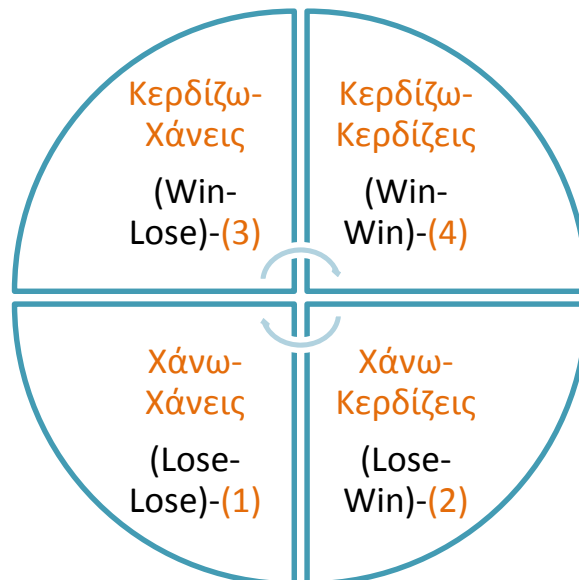 Κερδίζω-
Χάνεις
(Win-
Lose)-(3)
Κερδίζω-
Κερδίζεις
(Win-
Win)-(4)
Χάνω-
Χάνεις
(Lose-
Lose)-(1)
Χάνω-
Κερδίζεις
(Lose-
Win)-(2)